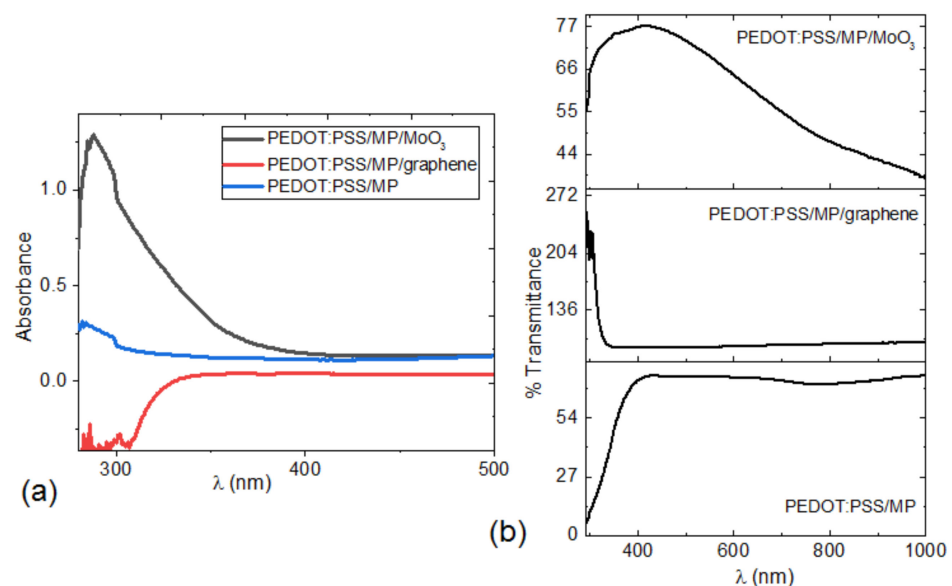 PEDOT:PSS/MP/MoO₃
PEDOT:PSS/MP/graphene
PEDOT:PSS/MP
Absorbance
1.0
0.5
0.0
300
400
500
λ (nm)
(a)
PEDOT:PSS/MP/MoO₃
77
66
55
44
PEDOT:PSS/MP/graphene
272
204
136
% Transmittance
54
27
0
PEDOT:PSS/MP
400
600
800
1000
λ (nm)
(b)